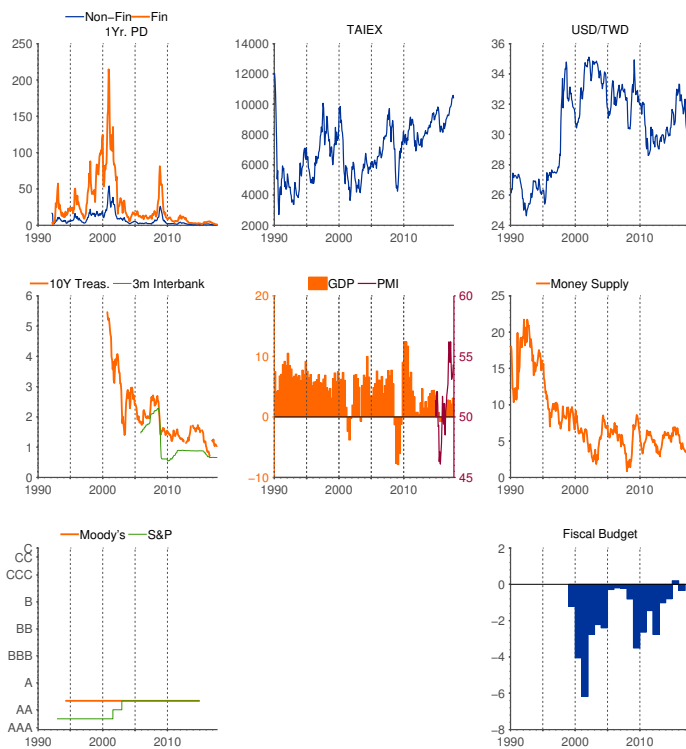 Non−Fin Fin
1Yr. PD
250
200
150
100
50
0
1990 2000 2010
TAIEX
14000
12000
10000
8000
6000
4000
2000
1990 2000 2010
USD/TWD
36
34
32
30
28
26
24
1990 2000 2010
10Y Treas. 3m Interbank
6
5
4
3
2
1
0
1990 2000 2010
GDP PMI
20
10
0
−10
60
55
50
45
1990 2000 2010
Money Supply
25
20
15
10
5
0
1990 2000 2010
Moody's S&P
C
CC
CCC
B
BB
BBB
A
AA
AAA
1990 2000 2010
Fiscal Budget
2
0
−2
−4
−6
−8
1990 2000 2010